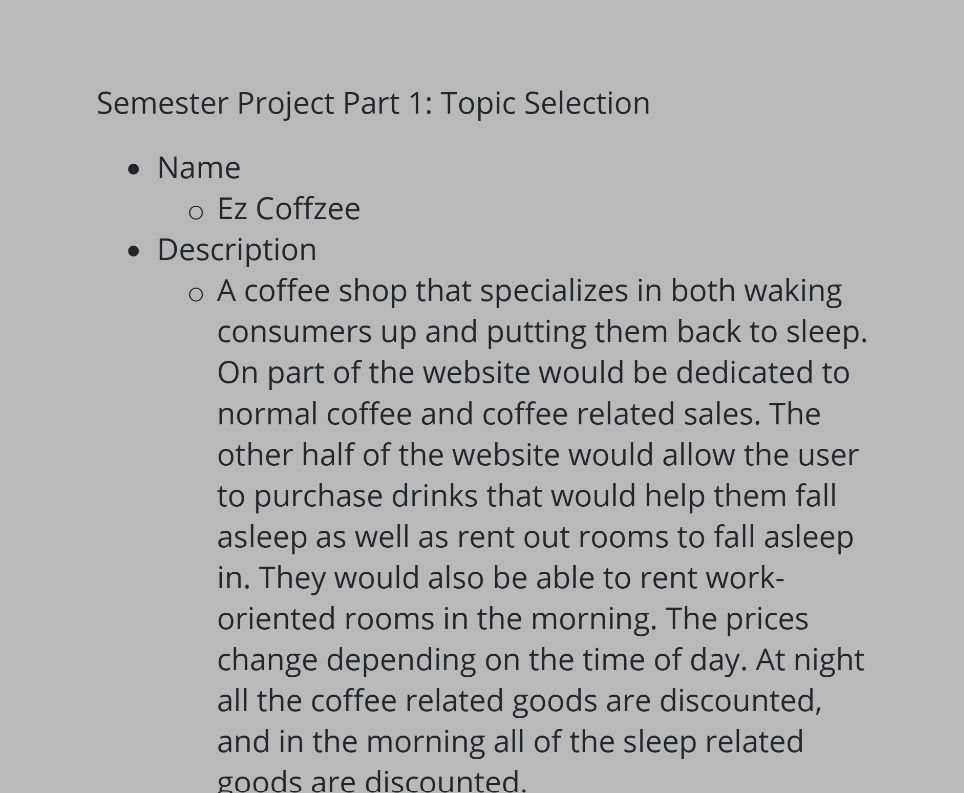 Semester Project Part 1: Topic Selection
• Name
○ Ez Coffzee
• Description
○ A coffee shop that specializes in both waking
consumers up and putting them back to sleep.
On part of the website would be dedicated to
normal coffee and coffee related sales. The
other half of the website would allow the user
to purchase drinks that would help them fall
asleep as well as rent out rooms to fall asleep
in. They would also be able to rent work-
oriented rooms in the morning. The prices
change depending on the time of day. At night
all the coffee related goods are discounted,
and in the morning all of the sleep related
goods are discounted.